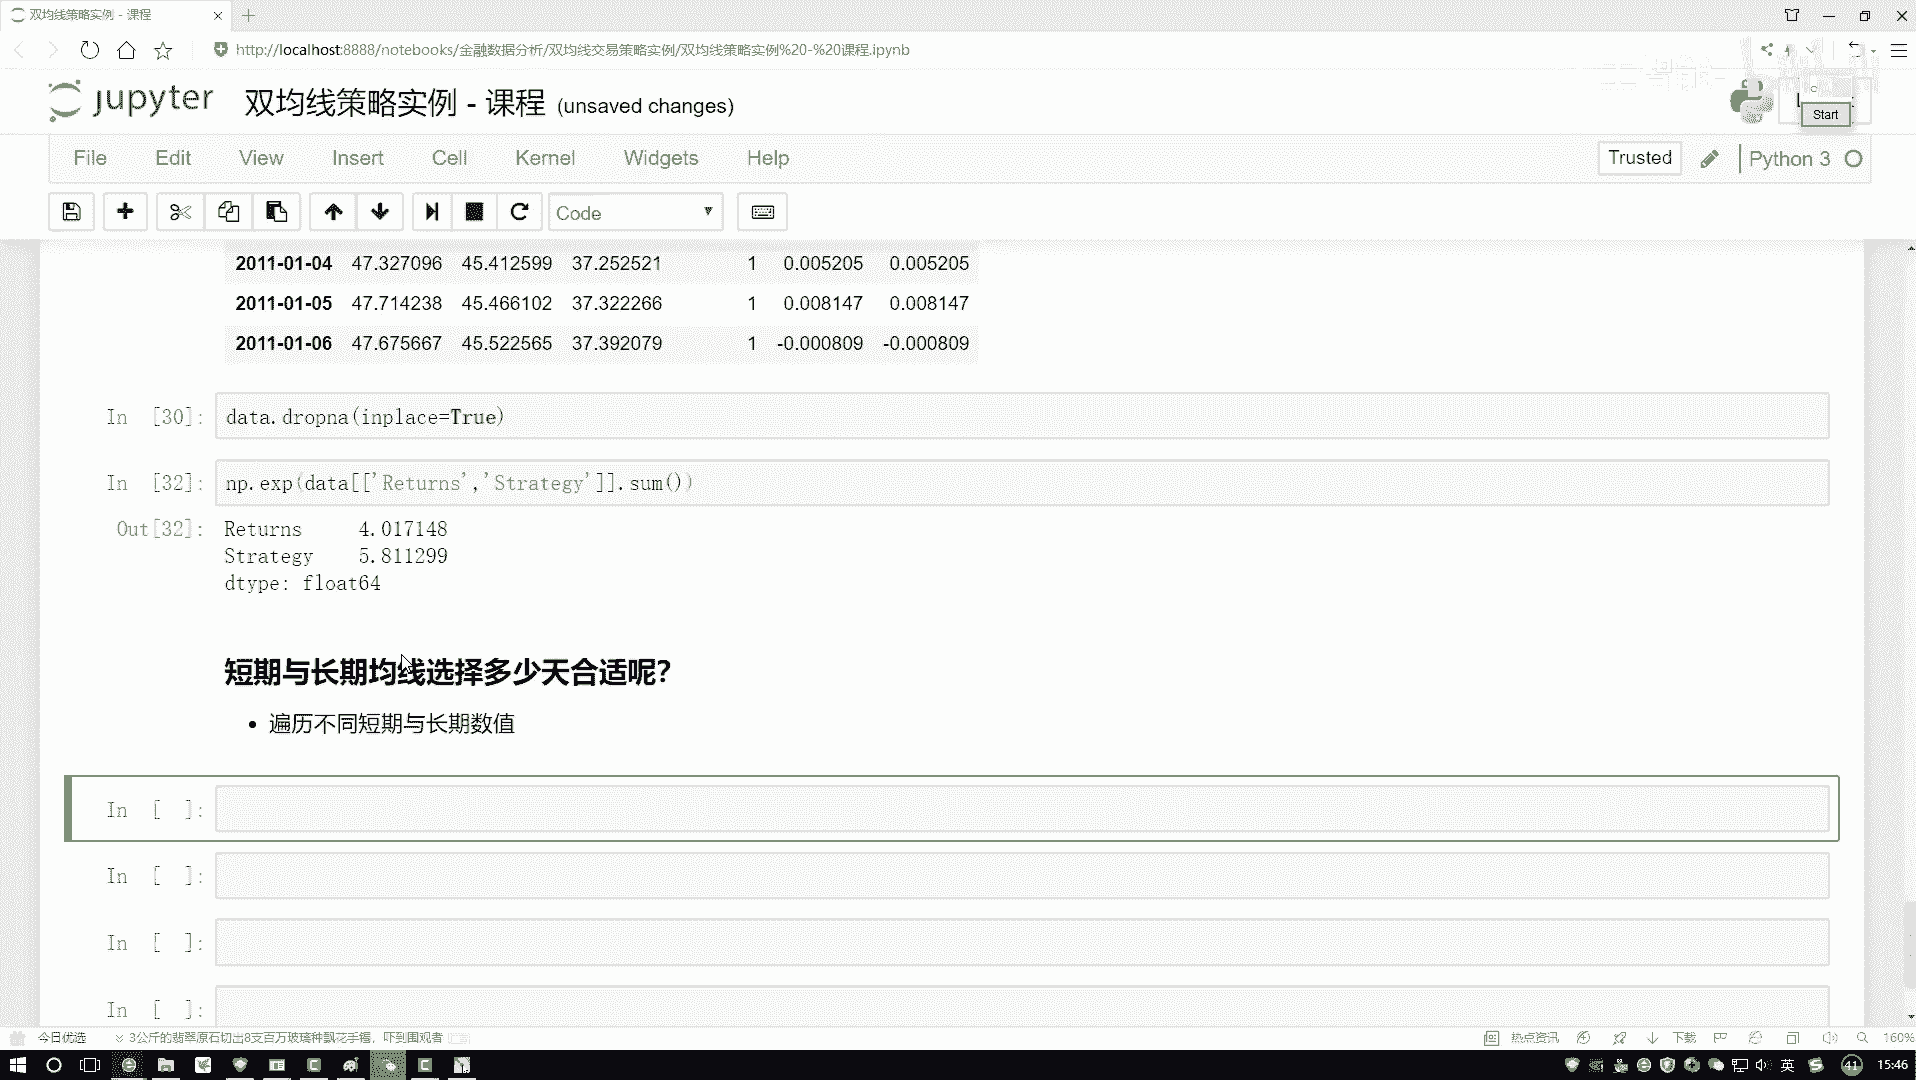 双均线策略实例 - 课程
http://localhost:8888/notebooks/金融数据分析/双均线交易策略实例/双均线策略实例%20-%20课程.ipynb
jupyter 双均线策略实例 - 课程 (unsaved changes)
Start
File Edit View Insert Cell Kernel Widgets Help
Trusted Python 3
Code
2011-01-04 47.327096 45.412599 37.252521 1 0.005205 0.005205
2011-01-05 47.714238 45.466102 37.322266 1 0.008147 0.008147
2011-01-06 47.675667 45.522565 37.392079 1 -0.000809 -0.000809
In [30]: data.dropna(inplace=True)
In [32]: np.exp(data[['Returns','Strategy']].sum())
Out[32]: Returns 4.017148
Strategy 5.811299
dtype: float64
短期与长期均线选择多少天合适呢?
• 遍历不同短期与长期数值
In [ ]:
In [ ]:
In [ ]:
In [ ]:
今日优选 3公斤的翡翠原石切出8支百万玻璃种飘花手镯，吓到围观者
热点资讯 下载 160%
英 41 15:46